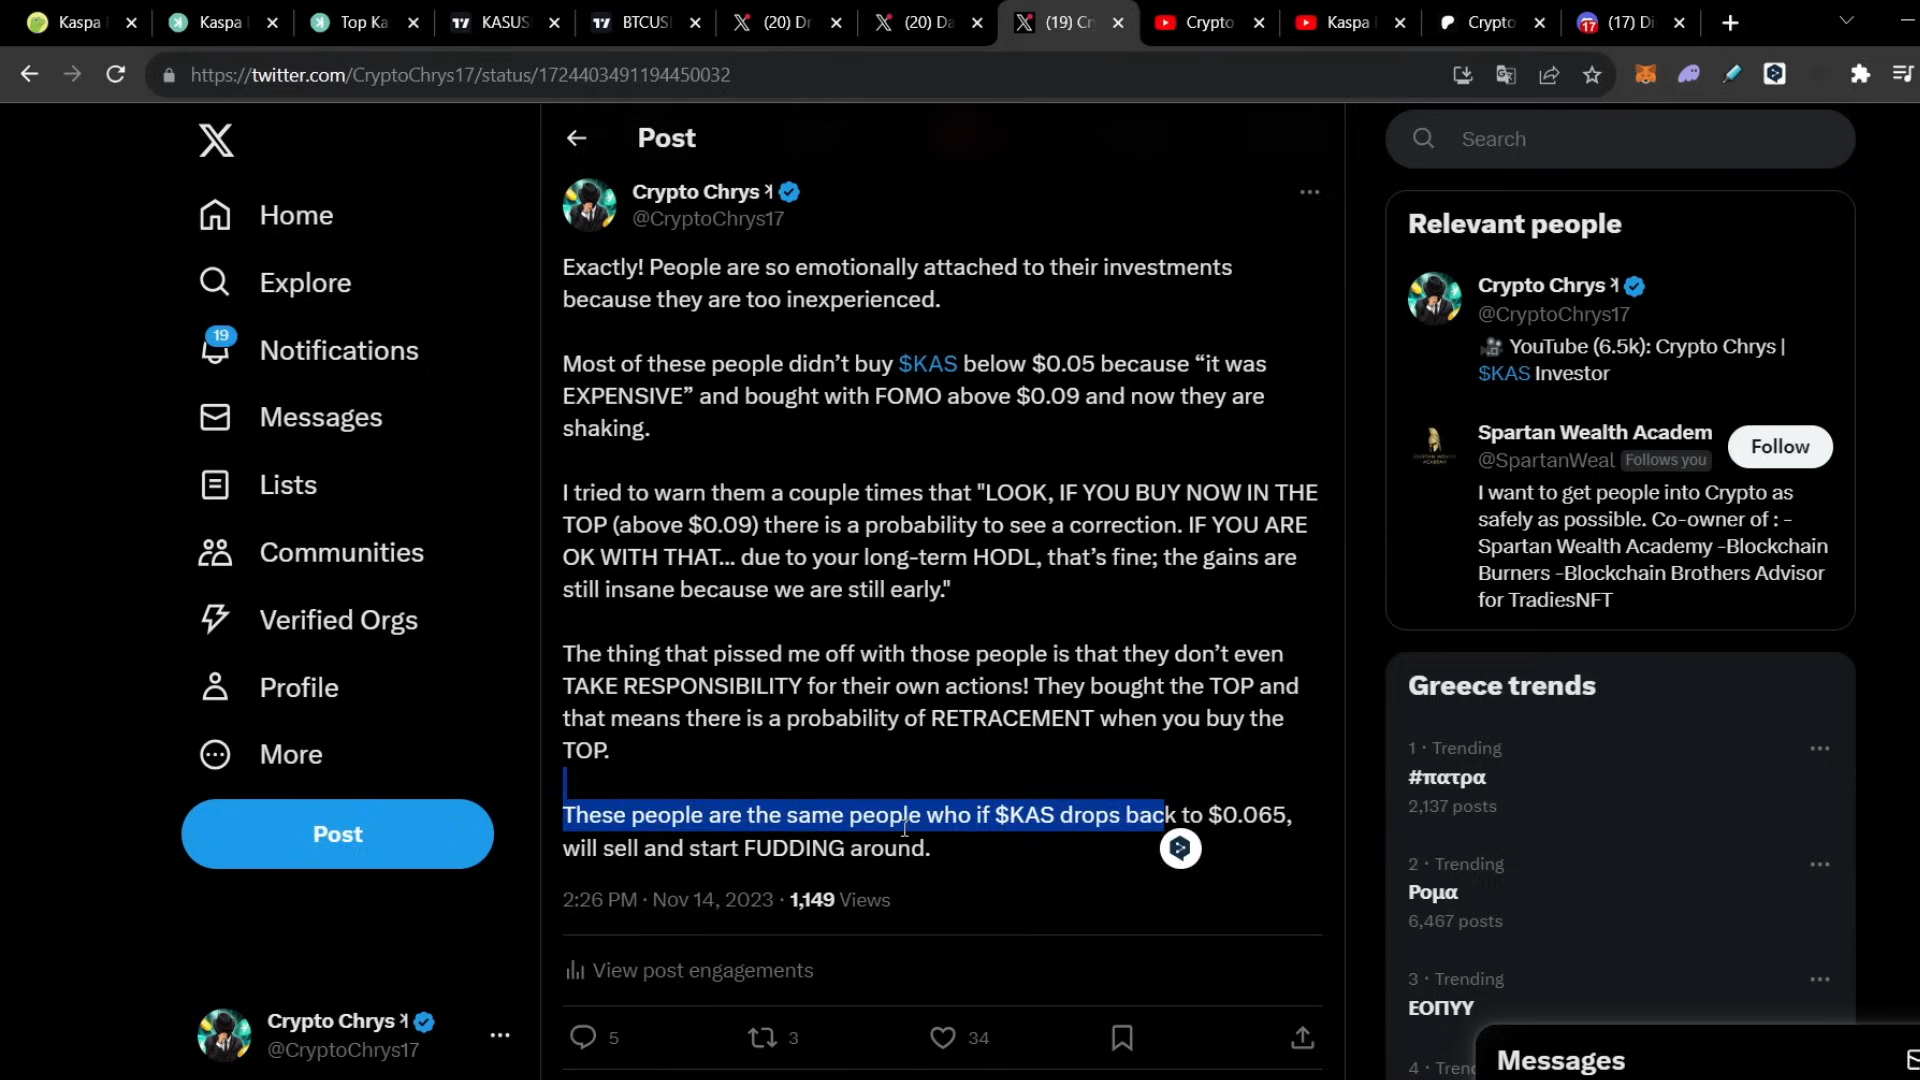 Kaspa
Kaspa
Top Ka
KASUS
BTCUS
(20) D
(20) Da
(19) Cr
Crypto
Kaspa
Crypto
17
(17) Di
https://twitter.com/CryptoChrys17/status/1724403491194450032
Home
Explore
19
Notifications
Messages
Lists
Communities
Verified Orgs
Profile
More
Post
Crypto Chrys
@CryptoChrys17
Post
Crypto Chrys
@CryptoChrys17
Exactly! People are so emotionally attached to their investments
because they are too inexperienced.
Most of these people didn’t buy $KAS below $0.05 because “it was
EXPENSIVE” and bought with FOMO above $0.09 and now they are
shaking.
I tried to warn them a couple times that "LOOK, IF YOU BUY NOW IN THE
TOP (above $0.09) there is a probability to see a correction. IF YOU ARE
OK WITH THAT... due to your long-term HODL, that’s fine; the gains are
still insane because we are still early."
The thing that pissed me off with those people is that they don’t even
TAKE RESPONSIBILITY for their own actions! They bought the TOP and
that means there is a probability of RETRACEMENT when you buy the
TOP.
These people are the same people who if $KAS drops back to $0.065,
will sell and start FUDDING around.
2:26 PM · Nov 14, 2023 · 1,149 Views
View post engagements
5
3
34
Search
Relevant people
Crypto Chrys
@CryptoChrys17
YouTube (6.5k): Crypto Chrys |
$KAS Investor
Spartan Wealth Academ
@SpartanWeal Follows you
Follow
I want to get people into Crypto as
safely as possible. Co-owner of : -
Spartan Wealth Academy -Blockchain
Burners -Blockchain Brothers Advisor
for TradiesNFT
Greece trends
1 · Trending
#πατρα
2,137 posts
2 · Trending
Ρομα
6,467 posts
3 · Trending
ΕΟΠΥΥ
4 · Tren
Messages